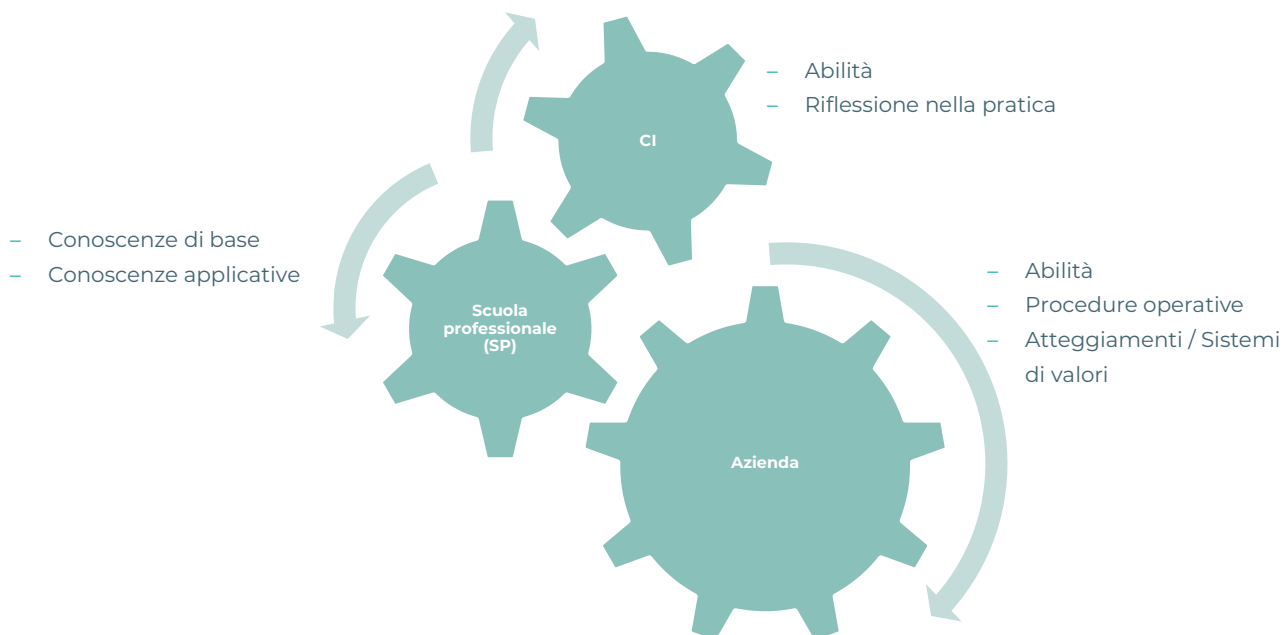 – Abilità
– Riflessione nella pratica
CI
– Conoscenze di base
– Conoscenze applicative
Scuola
professionale
(SP)
– Abilità
– Procedure operative
– Atteggiamenti / Sistemi
di valori
Azienda